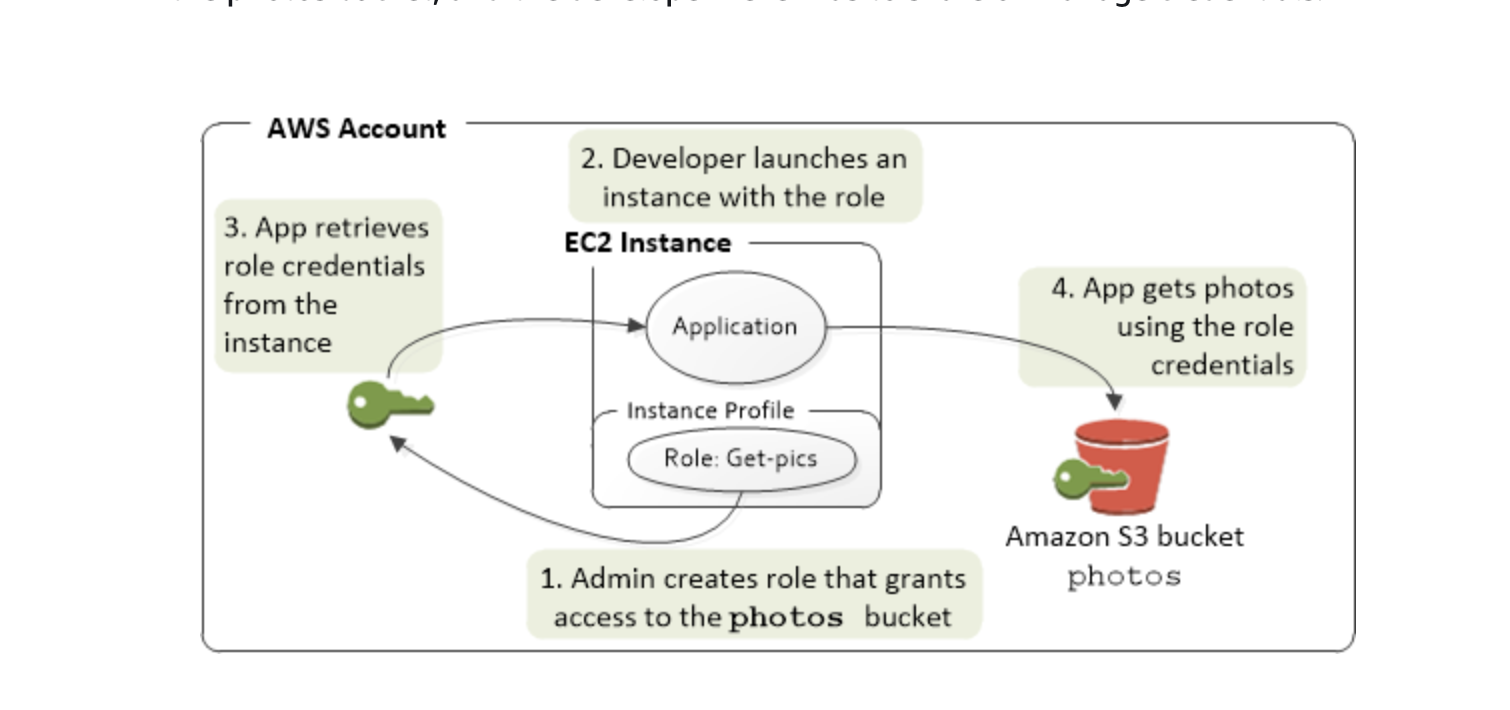 AWS Account
2. Developer launches an
instance with the role
3. App retrieves
role credentials
from the
instance
EC2 Instance
Application
4. App gets photos
using the role
credentials
Instance Profile
Role: Get-pics
Amazon S3 bucket
photos
1. Admin creates role that grants
access to the photos bucket